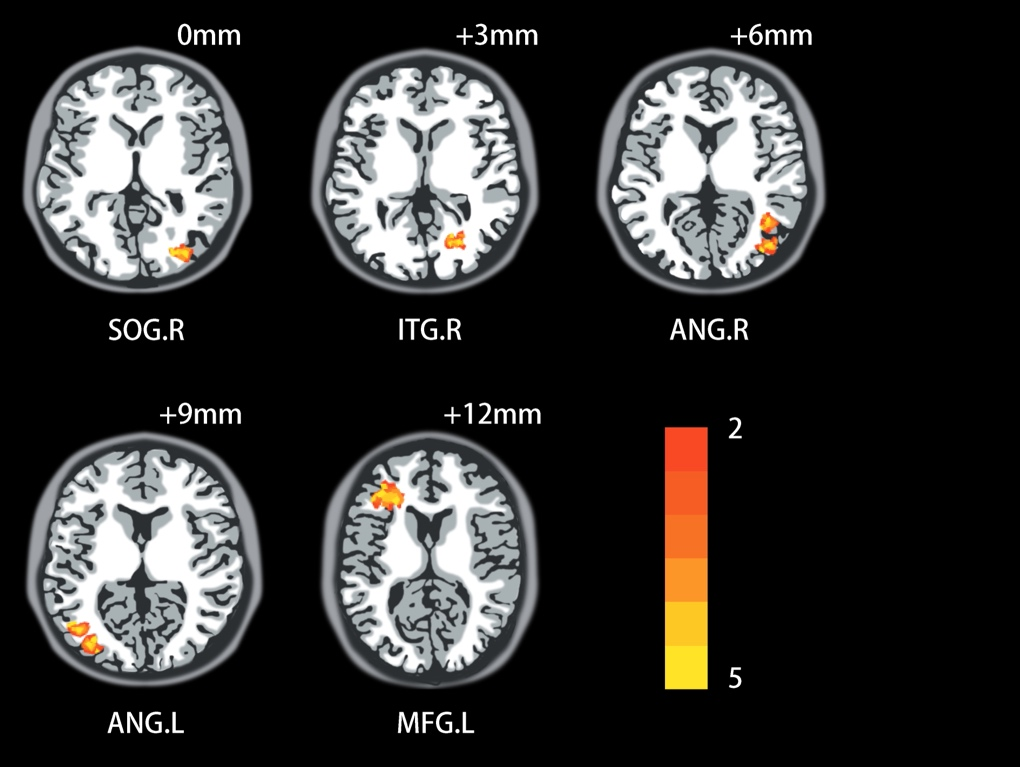 0mm
+3mm
+6mm
SOG.R
ITG.R
ANG.R
+9mm
+12mm
2
5
ANG.L
MFG.L